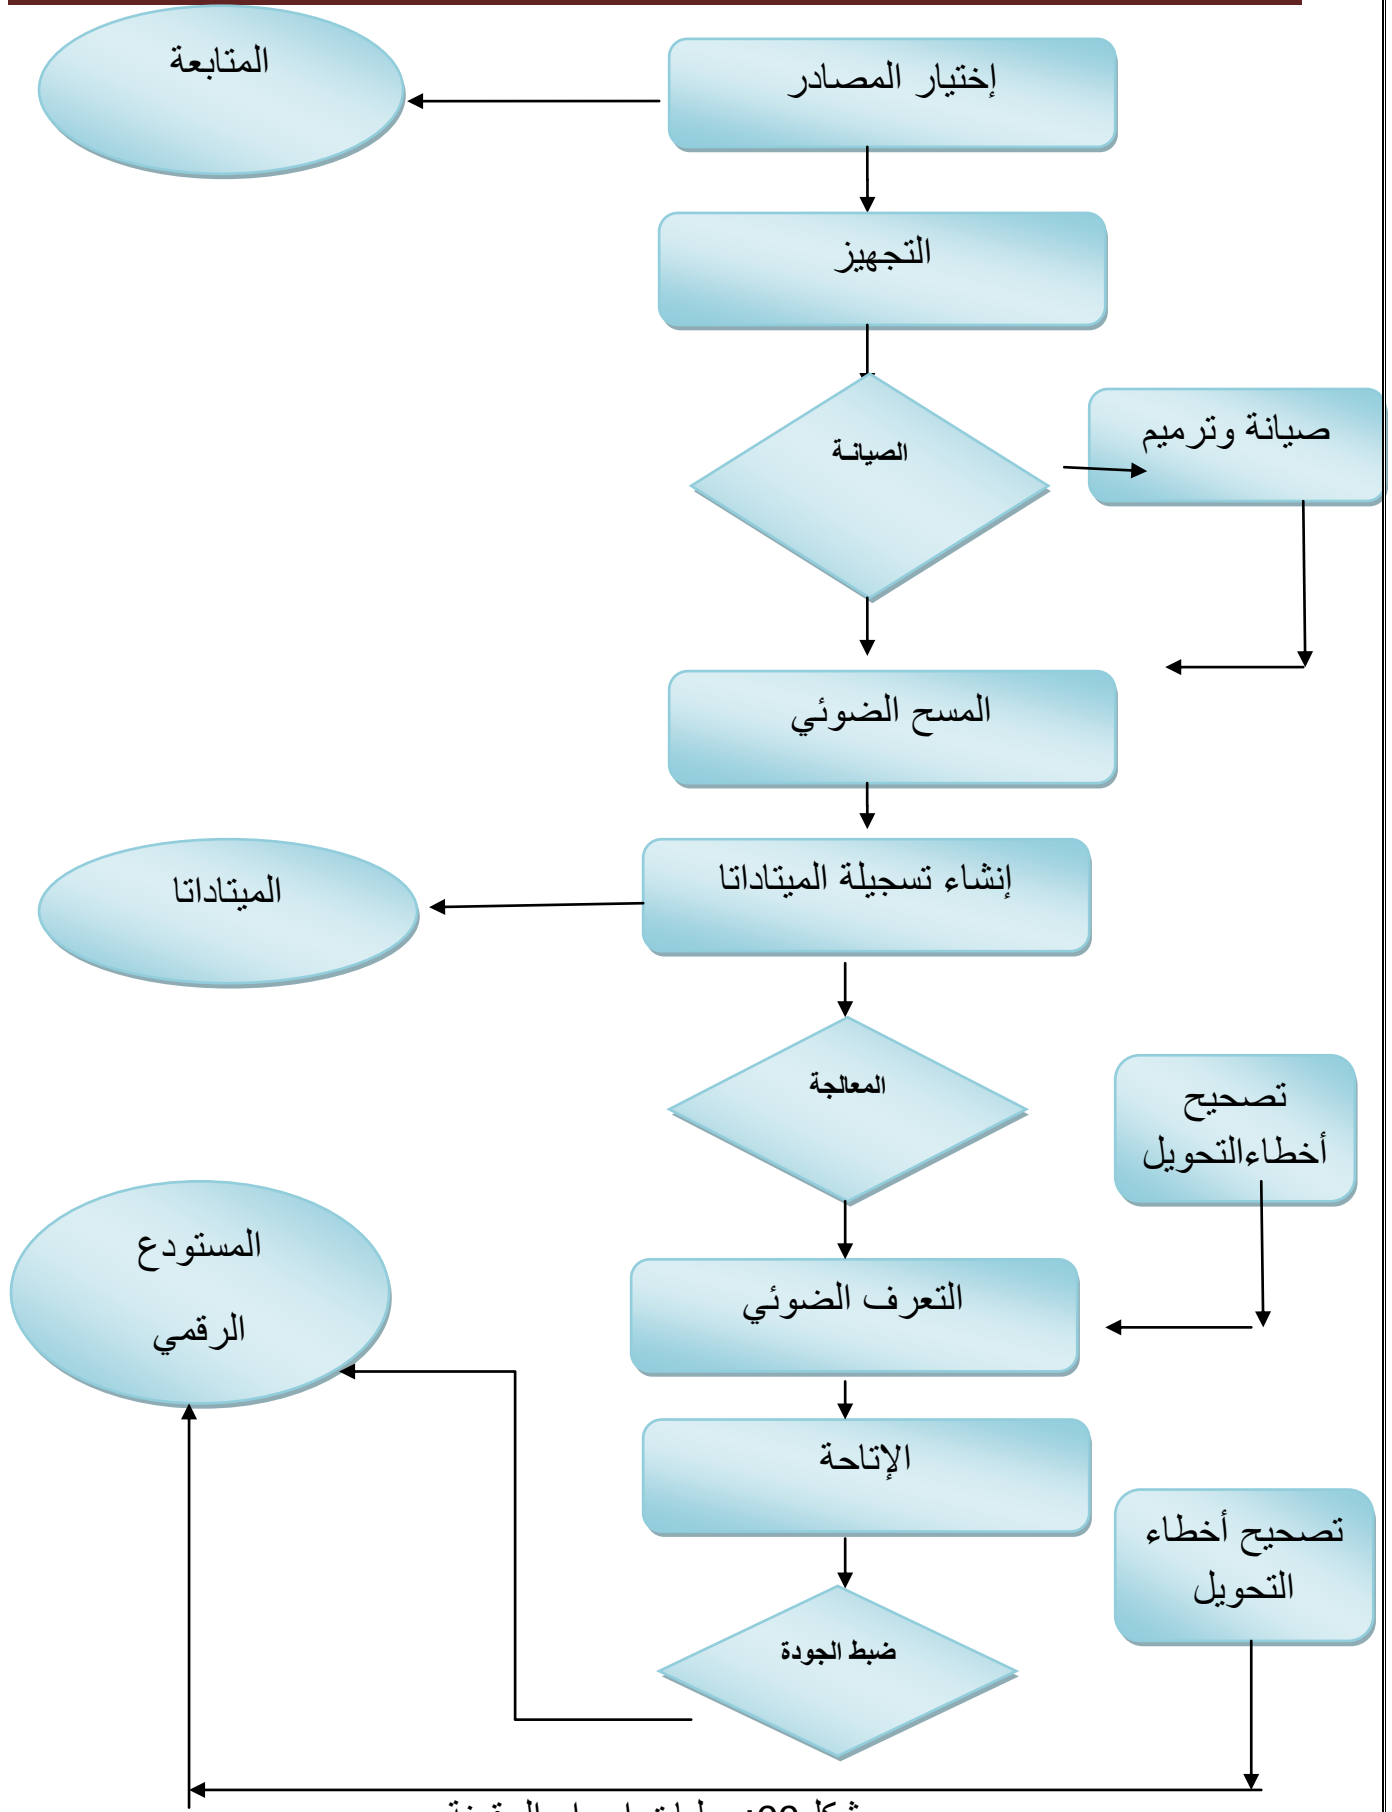 المتابعة
إختيار المصادر
التجهيز
صيانة وترميم
الصيانـة
المسح الضوئي
إنشاء تسجيلة الميتاداتا
الميتاداتا
المعالجة
تصحيح
أخطاءالتحويل
المستودع
الرقمي
التعرف الضوئي
الإتاحة
تصحيح أخطاء
التحويل
ضبط الجودة